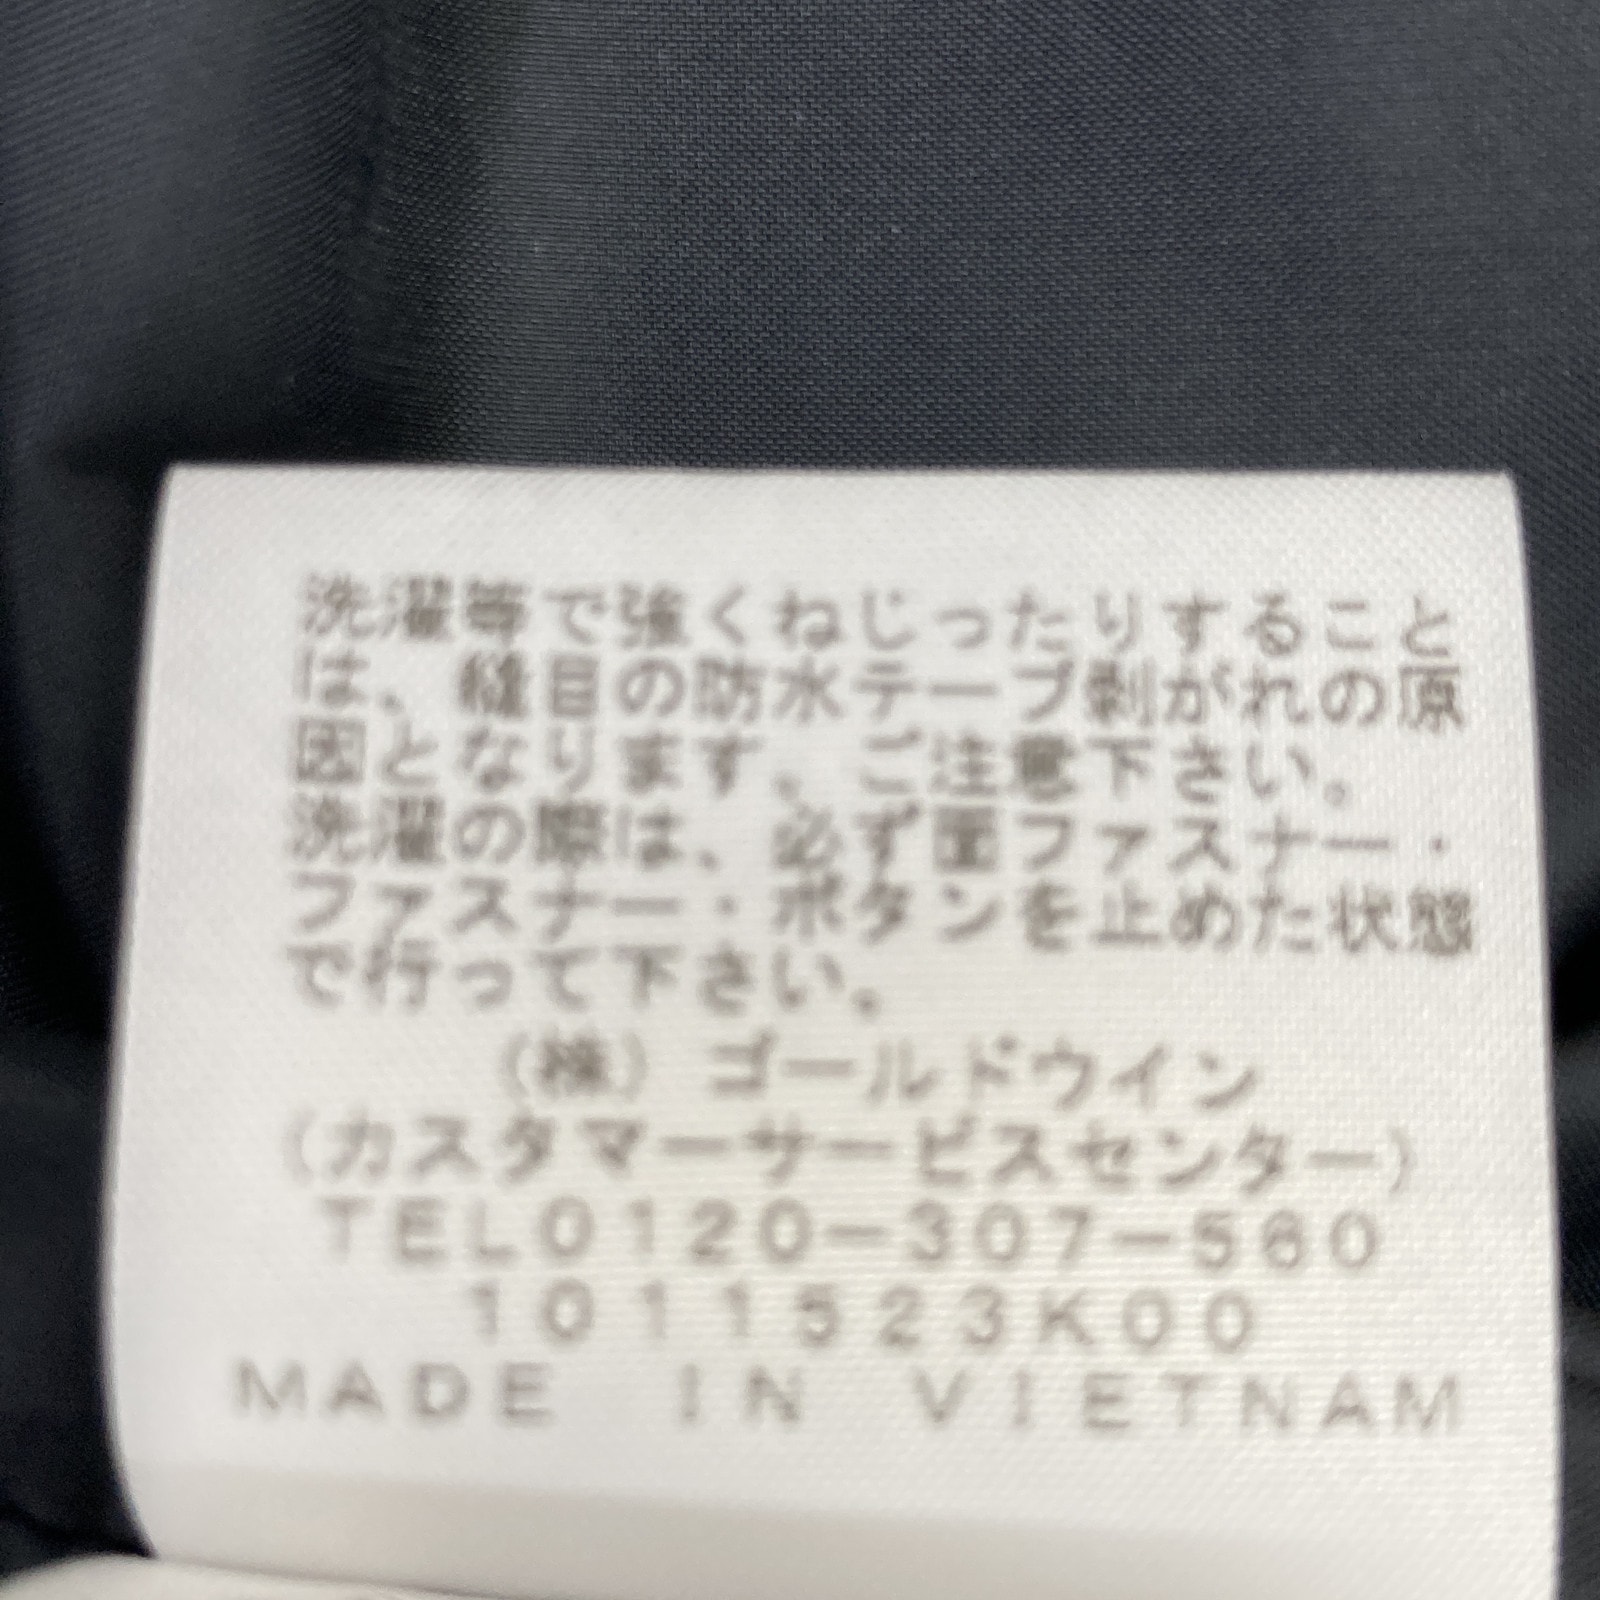 洗濯等で強くねじったりすること
は、縫目の防水テープ剥がれの原
因となります。ご注意下さい。
洗濯の際は、必ず面ファスナー・
ファスナー・ボタンを止めた状態
で行って下さい。
(株) ゴールドウイン
(カスタマーサービスセンター)
TEL0120-307-560
1011523K00
MADE IN VIETNAM